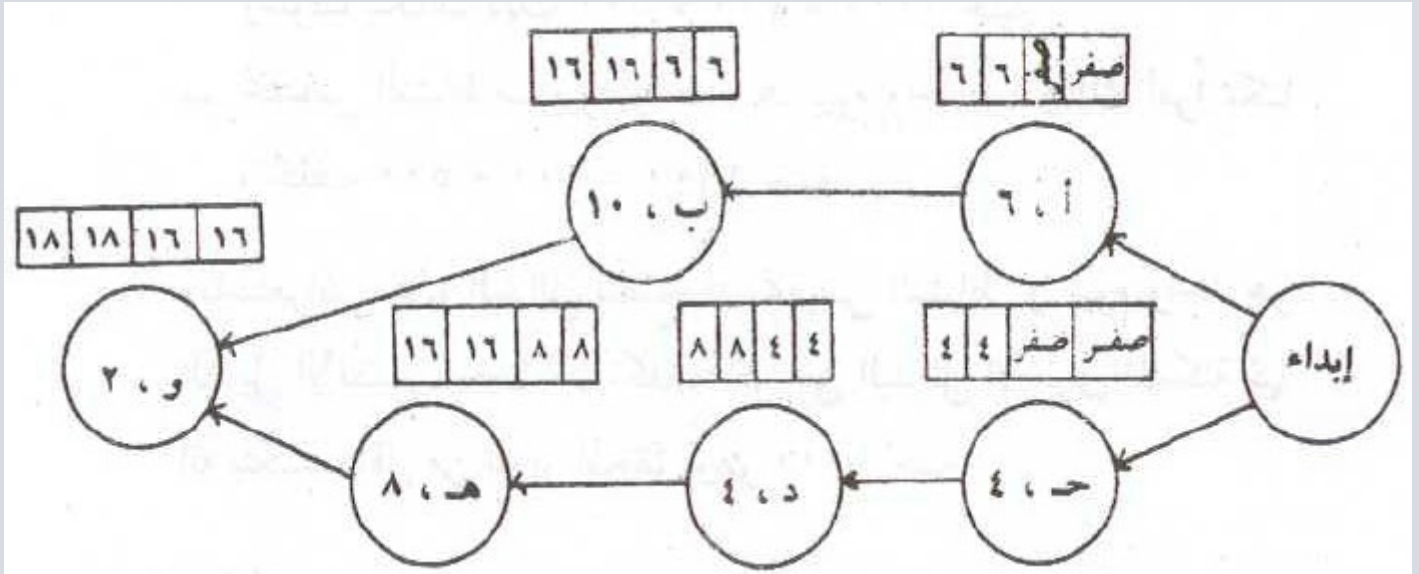 ١٦ ١٦ ٦ ٦
صفر ٦ ٦
أ ، ٦
ب ، ١٠
١٨ ١٨ ١٦ ١٦
صفر صفر ٤ ٤
٤ ٤ ٨ ٨
٨ ٨ ١٦ ١٦
إبداء
و ، ٢
حـ ، ٤
د ، ٤
هـ ، ٨